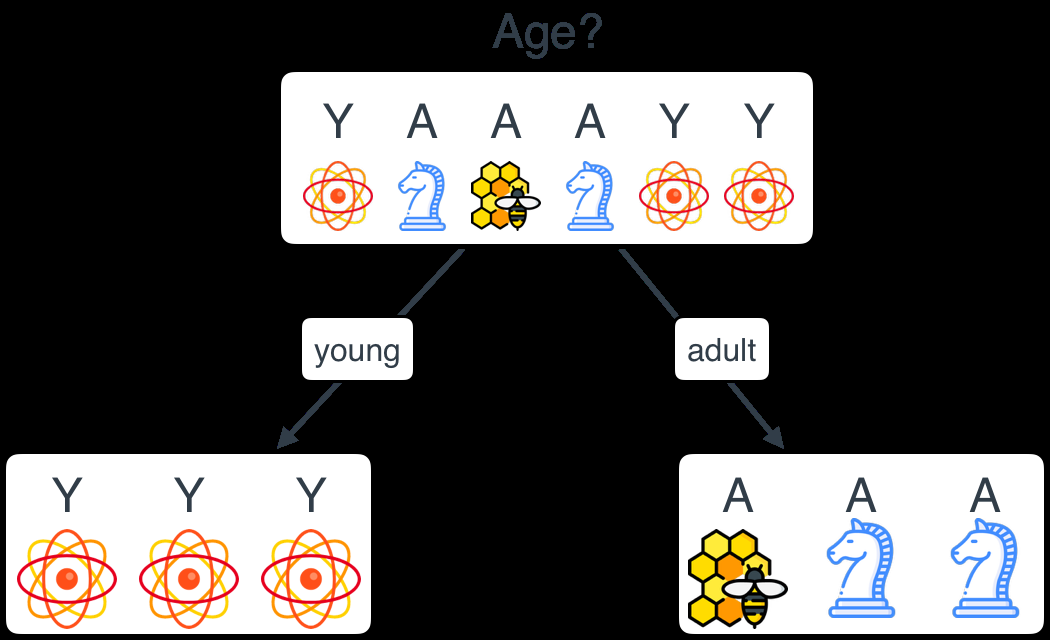 Age?
Y A A A Y Y
young
adult
Y Y Y
A A A